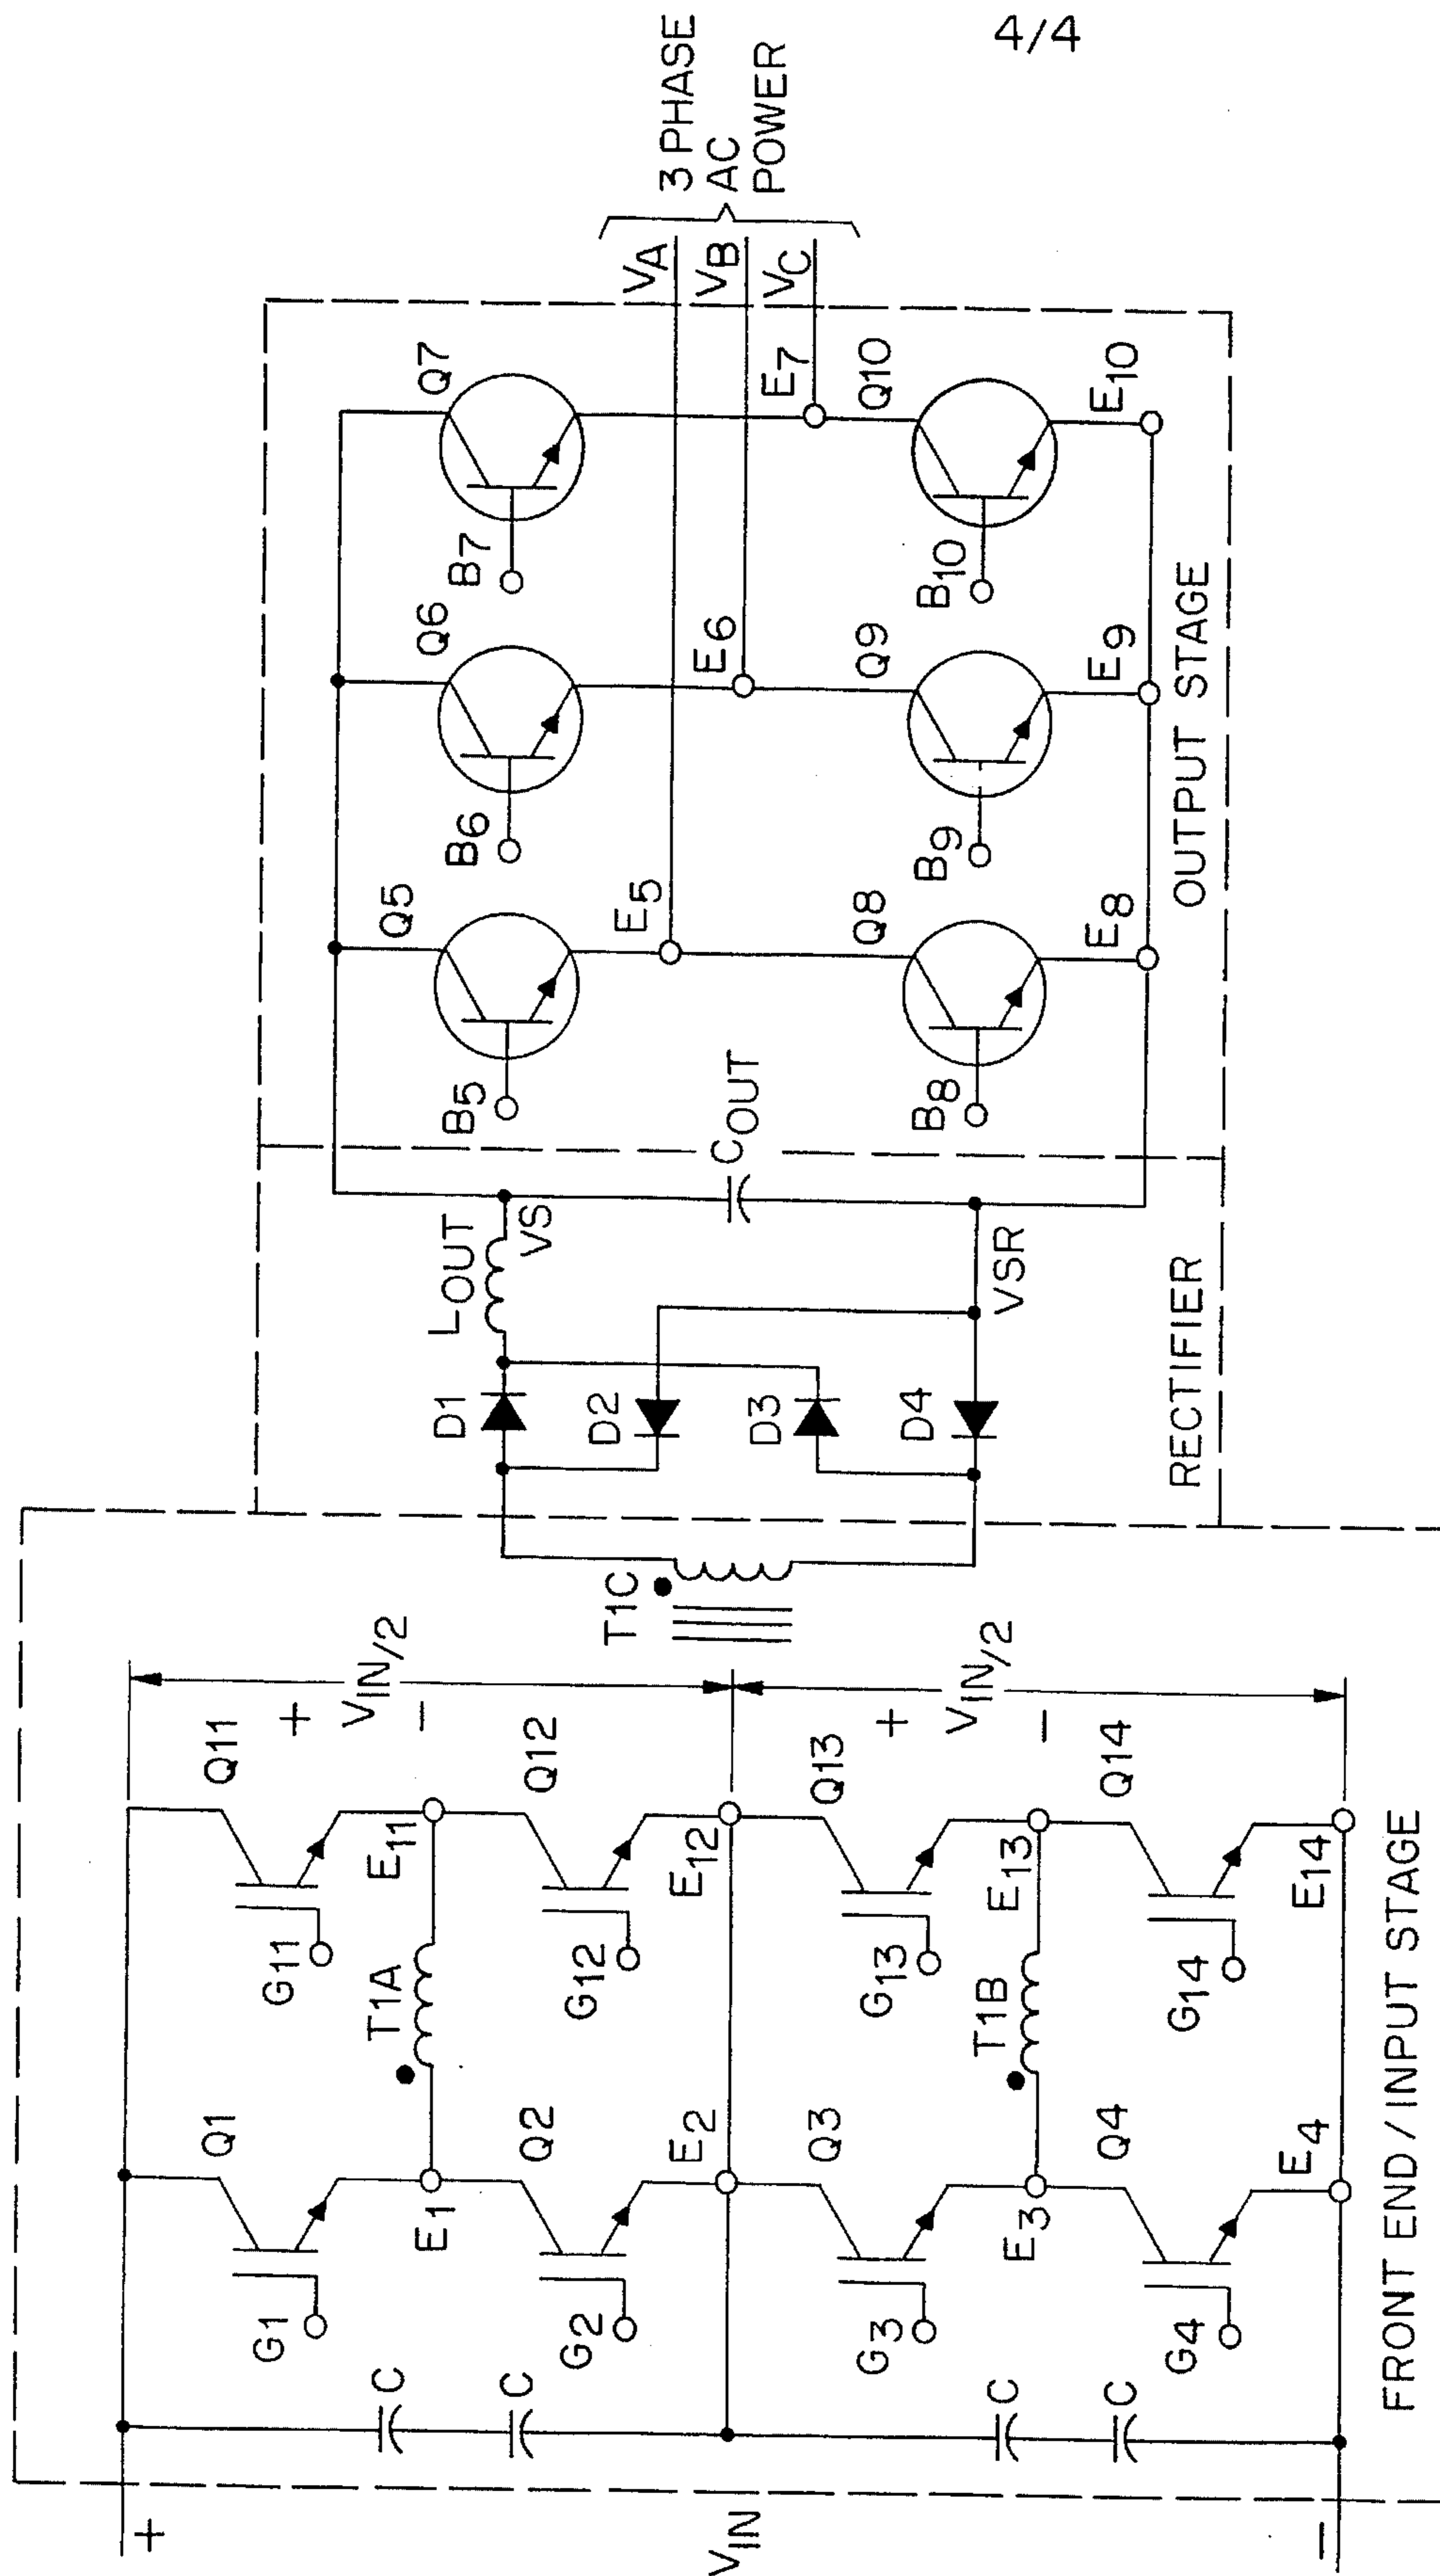 4/4
+
VIN
−
C
C
C
C
G1
Q1
E1
G2
Q2
E2
G3
Q3
E3
G4
Q4
E4
T1A
T1B
G11
Q11
E11
G12
Q12
E12
G13
Q13
E13
G14
Q14
E14
+
VIN/2
−
+
VIN/2
−
FRONT END/INPUT STAGE
T1C
D1
D2
D3
D4
LOUT
VS
VSR
COUT
RECTIFIER
B5
Q5
E5
B6
Q6
E6
B7
Q7
E7
B8
Q8
E8
B9
Q9
E9
B10
Q10
E10
OUTPUT STAGE
VA
VB
VC
3 PHASE
AC
POWER